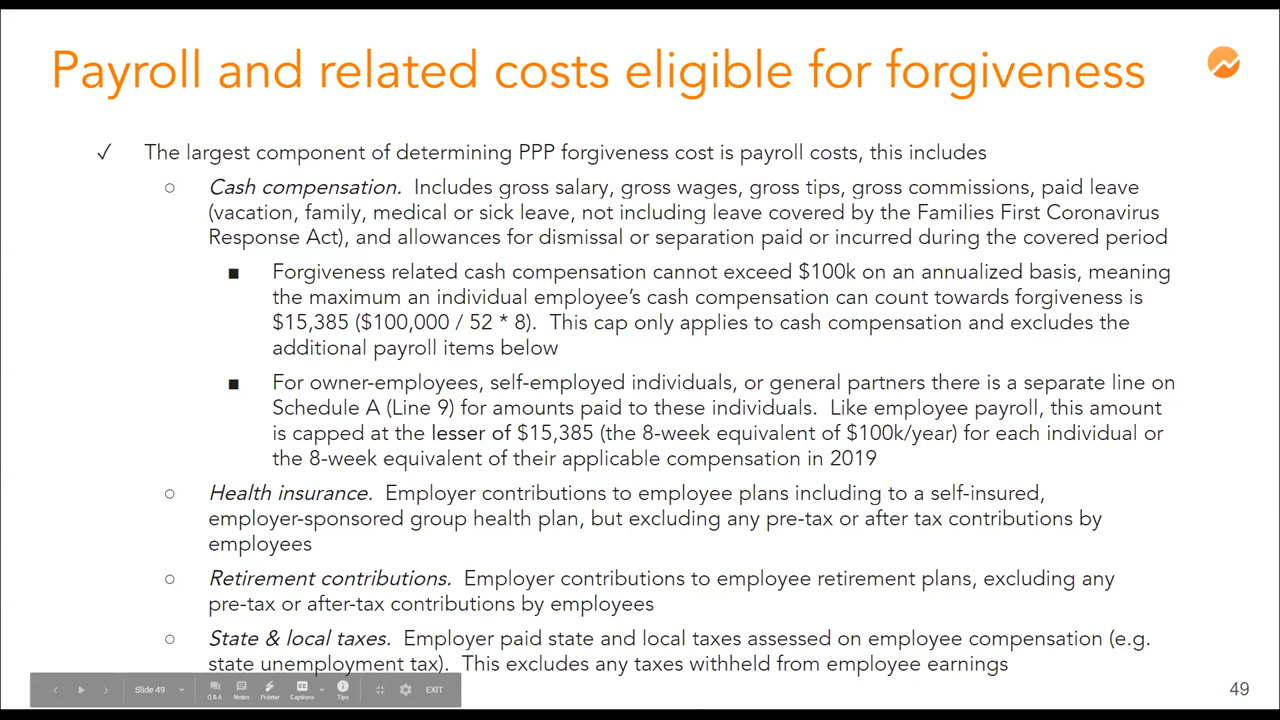 Payroll and related costs eligible for forgiveness
✓ The largest component of determining PPP forgiveness cost is payroll costs, this includes
○ Cash compensation. Includes gross salary, gross wages, gross tips, gross commissions, paid leave
(vacation, family, medical or sick leave, not including leave covered by the Families First Coronavirus
Response Act), and allowances for dismissal or separation paid or incurred during the covered period
■ Forgiveness related cash compensation cannot exceed $100k on an annualized basis, meaning
the maximum an individual employee's cash compensation can count towards forgiveness is
$15,385 ($100,000 / 52 * 8). This cap only applies to cash compensation and excludes the
additional payroll items below
■ For owner-employees, self-employed individuals, or general partners there is a separate line on
Schedule A (Line 9) for amounts paid to these individuals. Like employee payroll, this amount
is capped at the lesser of $15,385 (the 8-week equivalent of $100k/year) for each individual or
the 8-week equivalent of their applicable compensation in 2019
○ Health insurance. Employer contributions to employee plans including to a self-insured,
employer-sponsored group health plan, but excluding any pre-tax or after tax contributions by
employees
○ Retirement contributions. Employer contributions to employee retirement plans, excluding any
pre-tax or after-tax contributions by employees
○ State & local taxes. Employer paid state and local taxes assessed on employee compensation (e.g.
state unemployment tax). This excludes any taxes withheld from employee earnings
Slide 49 Q&A Notes Pointer Captions Tips EXIT
49